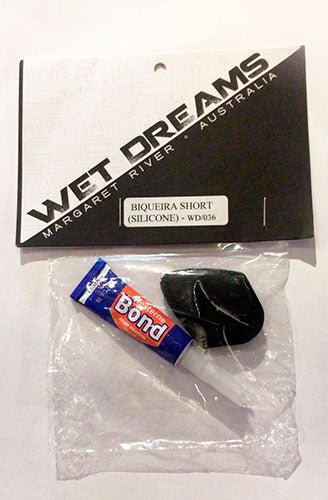 WET DREAMS
MARGARET RIVER • AUSTRALIA
BIQUEIRA SHORT
(SILICONE) - WD/036
Bond